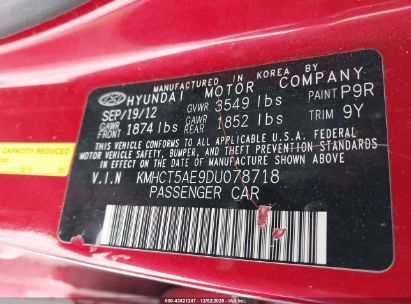 MANUFACTURED IN KOREA BY
HYUNDAI MOTOR COMPANY.
SEP/19/12 GVWR 3549 lbs PAINT P9R
GAWR FRONT 1874 lbs GAWR REAR 1852 lbs TRIM 9Y
THIS VEHICLE CONFORMS TO ALL APPLICABLE U.S.A. FEDERAL MOTOR
VEHICLE SAFETY, BUMPER, AND THEFT PREVENTION STANDARDS
IN EFFECT ON THE DATE OF MANUFACTURE SHOWN ABOVE.
V.I.N KMHCT5AE9DU078718
PASSENGER CAR
CAPACITY REDUCED